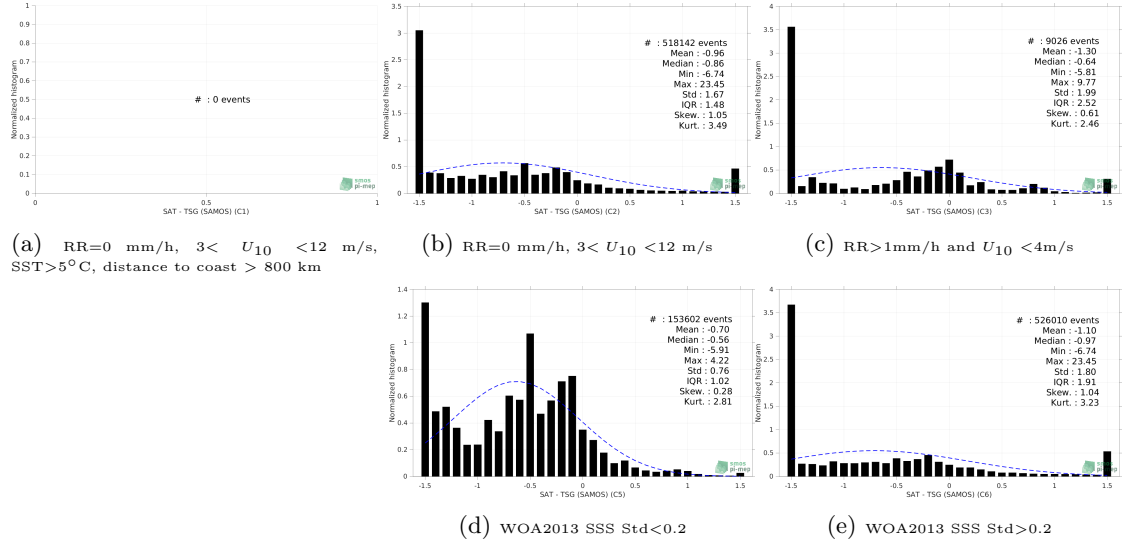 1
0.9
0.8
0.7
0.6
0.5
0.4
0.3
0.2
0.1
0
Normalized histogram
# : 0 events
smos
pi-mep
0 0.5 1
SAT - TSG (SAMOS) (C1)
(a) RR=0 mm/h, 3< U10 <12 m/s,
SST>5°C, distance to coast > 800 km
3.5
3
2.5
2
1.5
1
0.5
0
Normalized histogram
# : 518142 events
Mean : -0.96
Median : -0.86
Min : -6.74
Max : 23.45
Std : 1.67
IQR : 1.48
Skew. : 1.05
Kurt. : 3.49
smos
pi-mep
-1.5 -1 -0.5 0 0.5 1 1.5
SAT - TSG (SAMOS) (C2)
(b) RR=0 mm/h, 3< U10 <12 m/s
4
3.5
3
2.5
2
1.5
1
0.5
0
Normalized histogram
# : 9026 events
Mean : -1.30
Median : -0.64
Min : -5.81
Max : 9.77
Std : 1.99
IQR : 2.52
Skew. : 0.61
Kurt. : 2.46
smos
pi-mep
-1.5 -1 -0.5 0 0.5 1 1.5
SAT - TSG (SAMOS) (C3)
(c) RR>1mm/h and U10 <4m/s
1.4
1.2
1
0.8
0.6
0.4
0.2
0
Normalized histogram
# : 153602 events
Mean : -0.70
Median : -0.56
Min : -5.91
Max : 4.22
Std : 0.76
IQR : 1.02
Skew. : 0.28
Kurt. : 2.81
smos
pi-mep
-1.5 -1 -0.5 0 0.5 1 1.5
SAT - TSG (SAMOS) (C5)
(d) WOA2013 SSS Std<0.2
4
3.5
3
2.5
2
1.5
1
0.5
0
Normalized histogram
# : 526010 events
Mean : -1.10
Median : -0.97
Min : -6.74
Max : 23.45
Std : 1.80
IQR : 1.91
Skew. : 1.04
Kurt. : 3.23
smos
pi-mep
-1.5 -1 -0.5 0 0.5 1 1.5
SAT - TSG (SAMOS) (C6)
(e) WOA2013 SSS Std>0.2